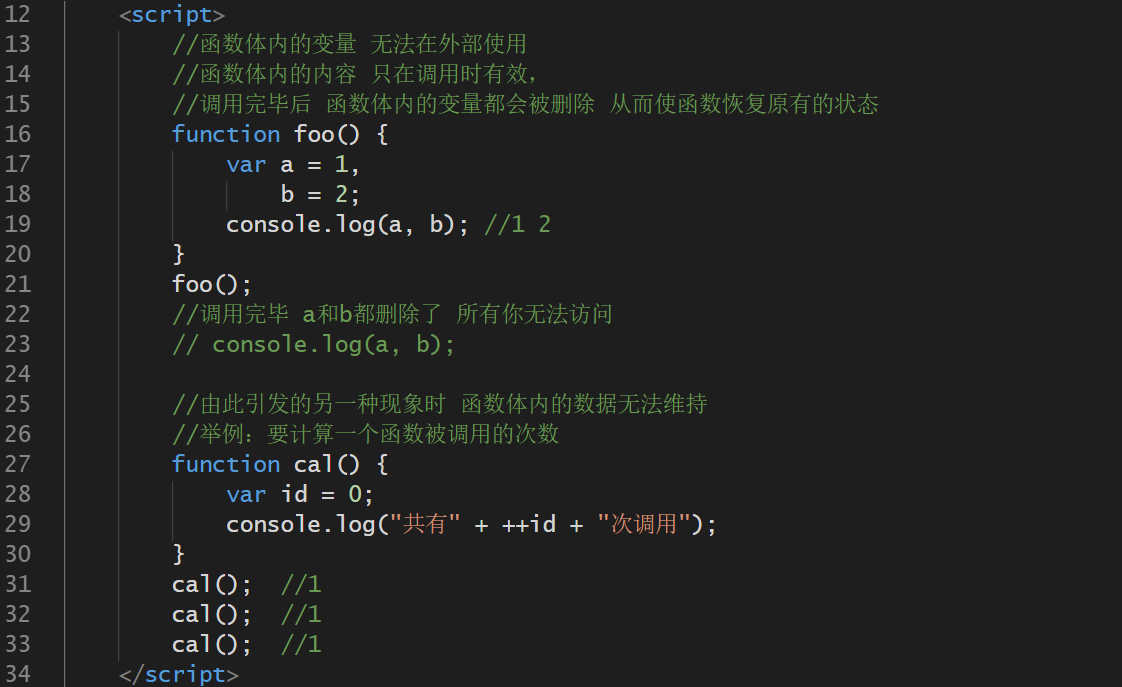 12 <script>
13 //函数体内的变量 无法在外部使用
14 //函数体内的内容 只在调用时有效,
15 //调用完毕后 函数体内的变量都会被删除 从而使函数恢复原有的状态
16 function foo() {
17 var a = 1,
18 b = 2;
19 console.log(a, b); //1 2
20 }
21 foo();
22 //调用完毕 a和b都删除了 所有你无法访问
23 // console.log(a, b);
24
25 //由此引发的另一种现象时 函数体内的数据无法维持
26 //举例: 要计算一个函数被调用的次数
27 function cal() {
28 var id = 0;
29 console.log("共有" + ++id + "次调用");
30 }
31 cal(); //1
32 cal(); //1
33 cal(); //1
34 </script>